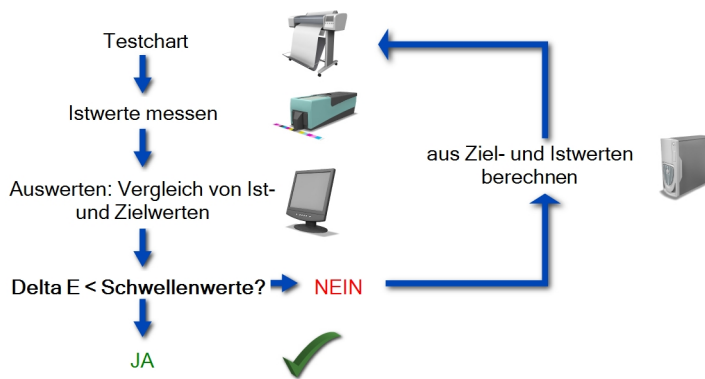 Testchart
Istwerte messen
Auswerten: Vergleich von Ist-
und Zielwerten
Delta E < Schwellenwerte?
NEIN
JA
aus Ziel- und Istwerten
berechnen